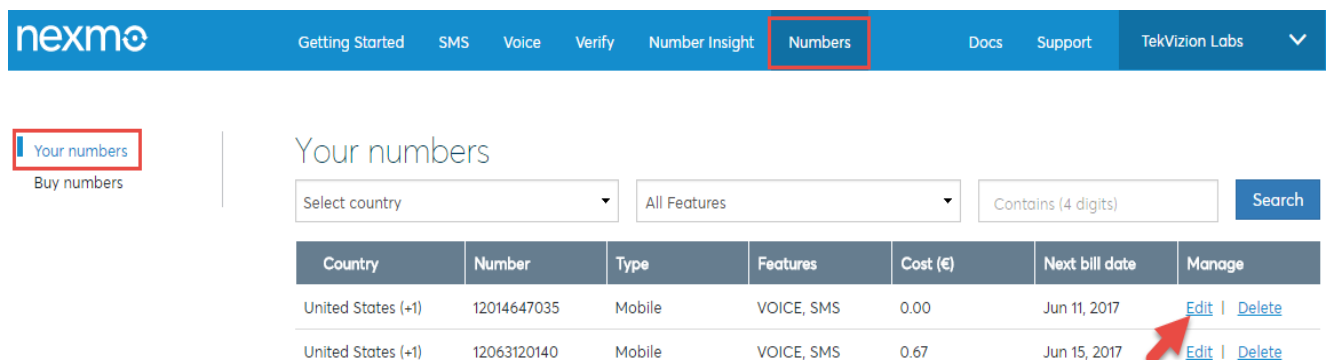 nexmo Getting Started SMS Voice Verify Number Insight Numbers Docs Support TekVizion Labs
Your numbers
Buy numbers
Your numbers
Select country All Features Contains (4 digits) Search
Country Number Type Features Cost (€) Next bill date Manage
United States (+1) 12014647035 Mobile VOICE, SMS 0.00 Jun 11, 2017 Edit | Delete
United States (+1) 12063120140 Mobile VOICE, SMS 0.67 Jun 15, 2017 Edit | Delete